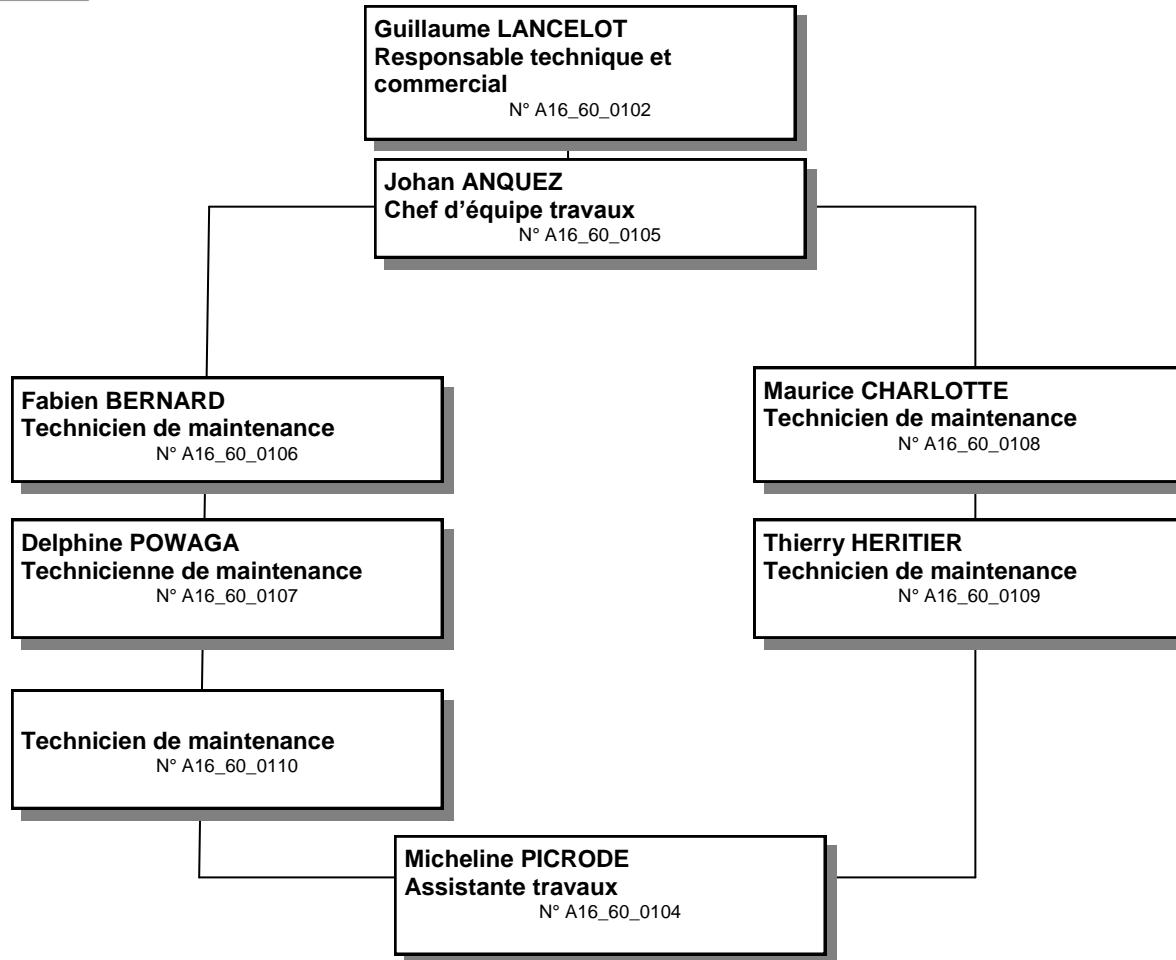 Guillaume LANCELOT
Responsable technique et
commercial
N° A16_60_0102
Johan ANQUEZ
Chef d'équipe travaux
N° A16_60_0105
Fabien BERNARD
Technicien de maintenance
N° A16_60_0106
Maurice CHARLOTTE
Technicien de maintenance
N° A16_60_0108
Delphine POWAGA
Technicienne de maintenance
N° A16_60_0107
Thierry HERITIER
Technicien de maintenance
N° A16_60_0109
Technicien de maintenance
N° A16_60_0110
Micheline PICRODE
Assistante travaux
N° A16_60_0104